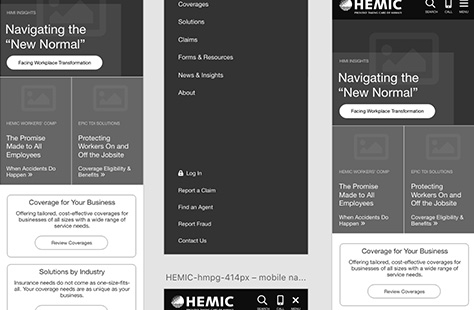 HMI INSIGHTS
Navigating the
“New Normal”
Facing Workplace Transformation
HEMIC WORKERS' COMP
The Promise
Made to All
Employees
When Accidents Do
Happen »
EPIC TDI SOLUTIONS
Protecting
Workers On and
Off the Jobsite
Coverage Eligibility &
Benefits »
Coverage for Your Business
Offering tailored, cost-effective coverages for
businesses of all sizes with a wide range of
service needs.
Review Coverages
Solutions by Industry
Insurance needs do not come as one-size-fits-
all. Your coverage needs are as unique as your
business.
Coverages
Solutions
Claims
Forms & Resources
News & Insights
About
Log In
Report a Claim
Find an Agent
Report Fraud
Contact Us
HEMIC-hmpg-414px – mobile na...
HEMIC
SEARCH
CALL
CLOSE
HEMIC
SEARCH
CALL
MENU
HMI INSIGHTS
Navigating the
“New Normal”
Facing Workplace Transformation
HEMIC WORKERS' COMP
The Promise
Made to All
Employees
When Accidents Do
Happen »
EPIC TDI SOLUTIONS
Protecting
Workers On and
Off the Jobsite
Coverage Eligibility &
Benefits »
Coverage for Your Business
Offering tailored, cost-effective coverages for
businesses of all sizes with a wide range of
service needs.
Review Coverages